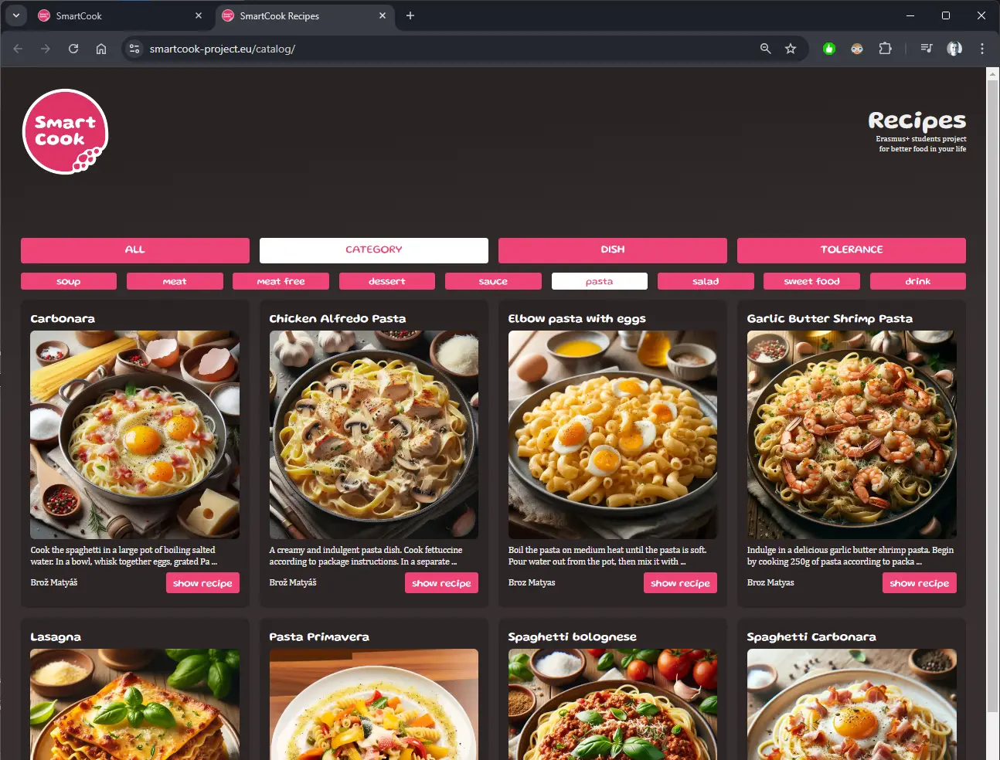 SmartCook
SmartCook Recipes
smartcook-project.eu/catalog/
Smart
Cook
Recipes
Erasmus+ students project
for better food in your life
ALL
CATEGORY
DISH
TOLERANCE
soup
meat
meat free
dessert
sauce
pasta
salad
sweet food
drink
Carbonara
Cook the spaghetti in a large pot of boiling salted
water. In a bowl, whisk together eggs, grated Pa ...
Brož Matyáš
show recipe
Chicken Alfredo Pasta
A creamy and indulgent pasta dish. Cook fettuccine
according to package instructions. In a separate ...
Brož Matyáš
show recipe
Elbow pasta with eggs
Boil the pasta on medium heat until the pasta is soft.
Pour water out from the pot, then mix it with ...
Broz Matyas
show recipe
Garlic Butter Shrimp Pasta
Indulge in a delicious garlic butter shrimp pasta. Begin
by cooking 250g of pasta according to packa ...
Broz Matyas
show recipe
Lasagna
Pasta Primavera
Spaghetti bolognese
Spaghetti Carbonara